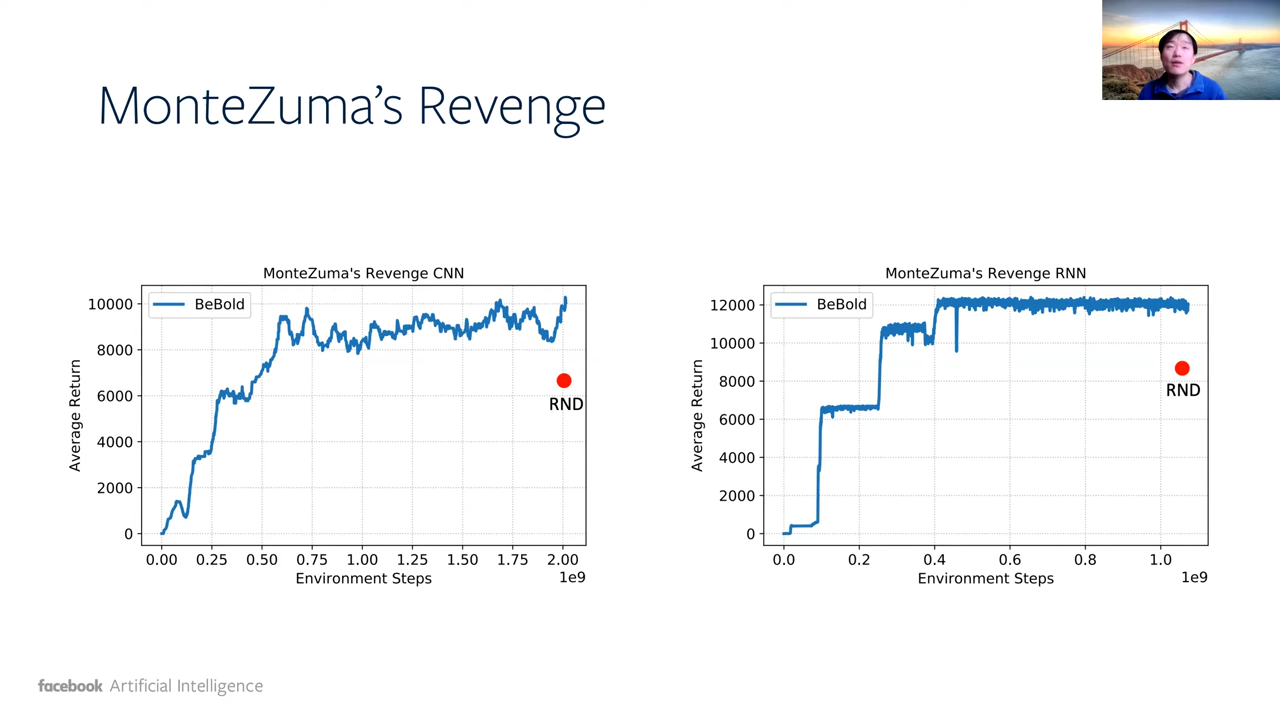 MonteZuma's Revenge
MonteZuma's Revenge CNN
BeBold
10000
8000
6000
4000
2000
0
Average Return
RND
0.00 0.25 0.50 0.75 1.00 1.25 1.50 1.75 2.00
Environment Steps
1e9
MonteZuma's Revenge RNN
BeBold
12000
10000
8000
6000
4000
2000
0
Average Return
RND
0.0 0.2 0.4 0.6 0.8 1.0
Environment Steps
1e9
facebook Artificial Intelligence